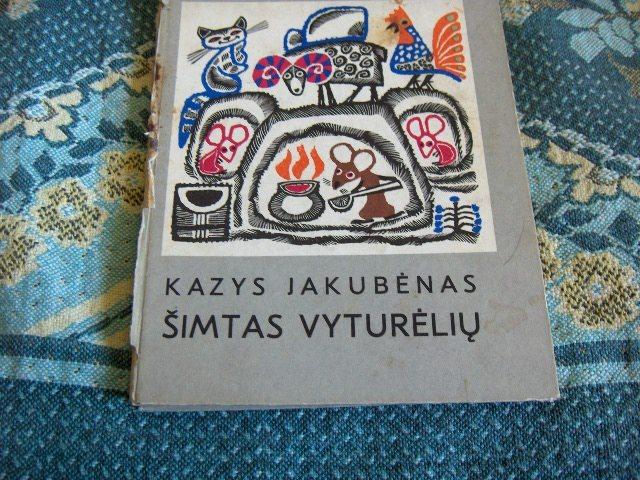 KAZYS JAKUBĖNAS
ŠIMTAS VYTURĖLIŲ